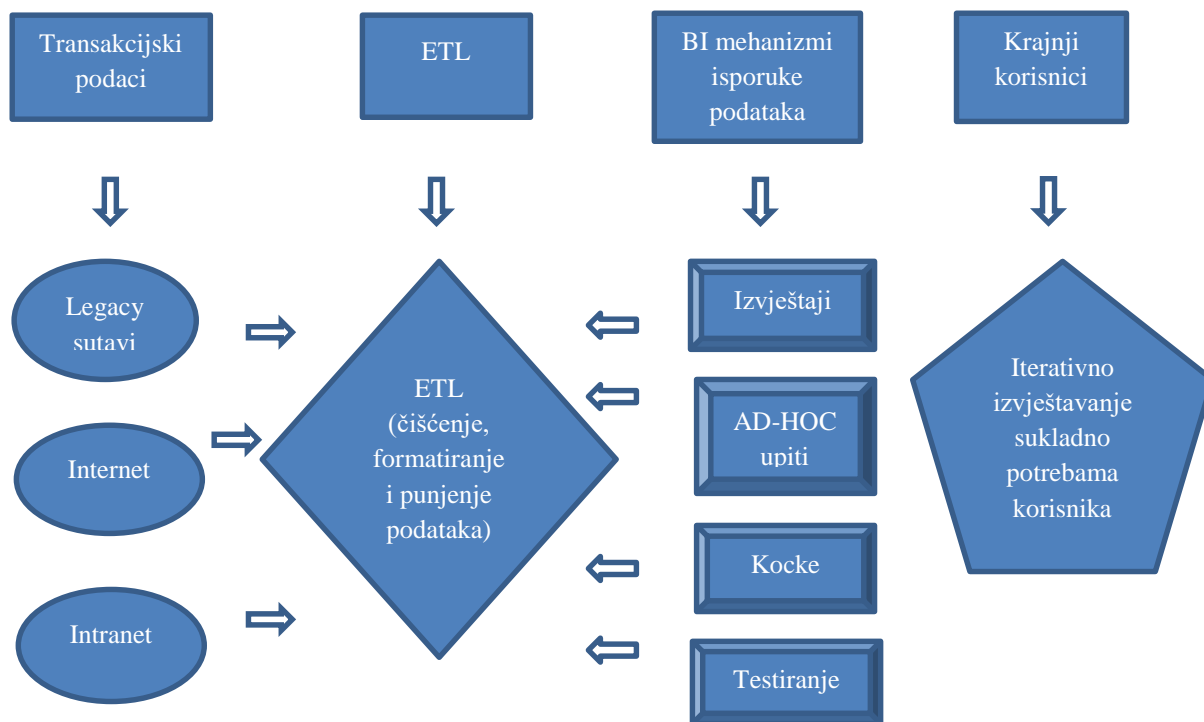 Transakcijski
podaci
ETL
BI mehanizmi
isporuke
podataka
Krajnji
korisnici
Legacy
sutavi
Internet
Intranet
ETL
(čišćenje,
formatiranje
i punjenje
podataka)
Izvještaji
AD-HOC
upiti
Kocke
Testiranje
Iterativno
izvještavanje
sukladno
potrebama
korisnika